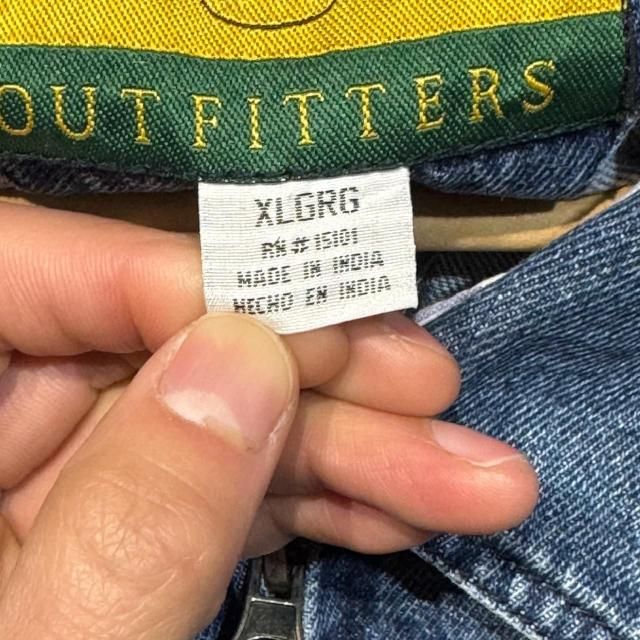 OUTFITTERS
XLGRG
RN#15101
MADE IN INDIA
HECHO EN INDIA